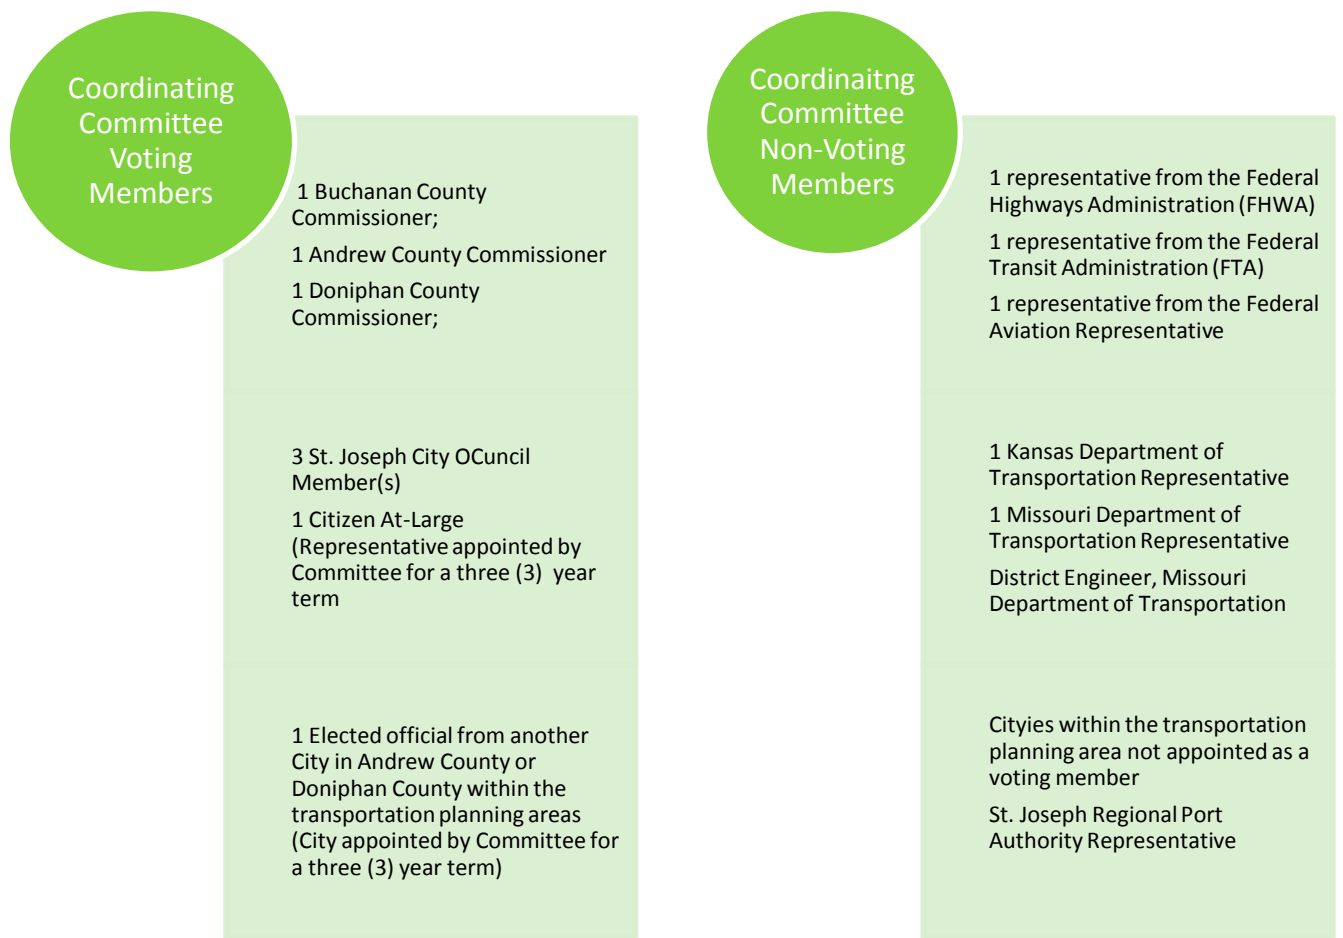 Coordinating
Committee
Voting
Members
1 Buchanan County
Commissioner;
1 Andrew County Commissioner
1 Doniphan County
Commissioner;
3 St. Joseph City OCuncil
Member(s)
1 Citizen At-Large
(Representative appointed by
Committee for a three (3) year
term
1 Elected official from another
City in Andrew County or
Doniphan County within the
transportation planning areas
(City appointed by Committee for
a three (3) year term)
Coordinaitng
Committee
Non-Voting
Members
1 representative from the Federal
Highways Administration (FHWA)
1 representative from the Federal
Transit Administration (FTA)
1 representative from the Federal
Aviation Representative
1 Kansas Department of
Transportation Representative
1 Missouri Department of
Transportation Representative
District Engineer, Missouri
Department of Transportation
Cityies within the transportation
planning area not appointed as a
voting member
St. Joseph Regional Port
Authority Representative